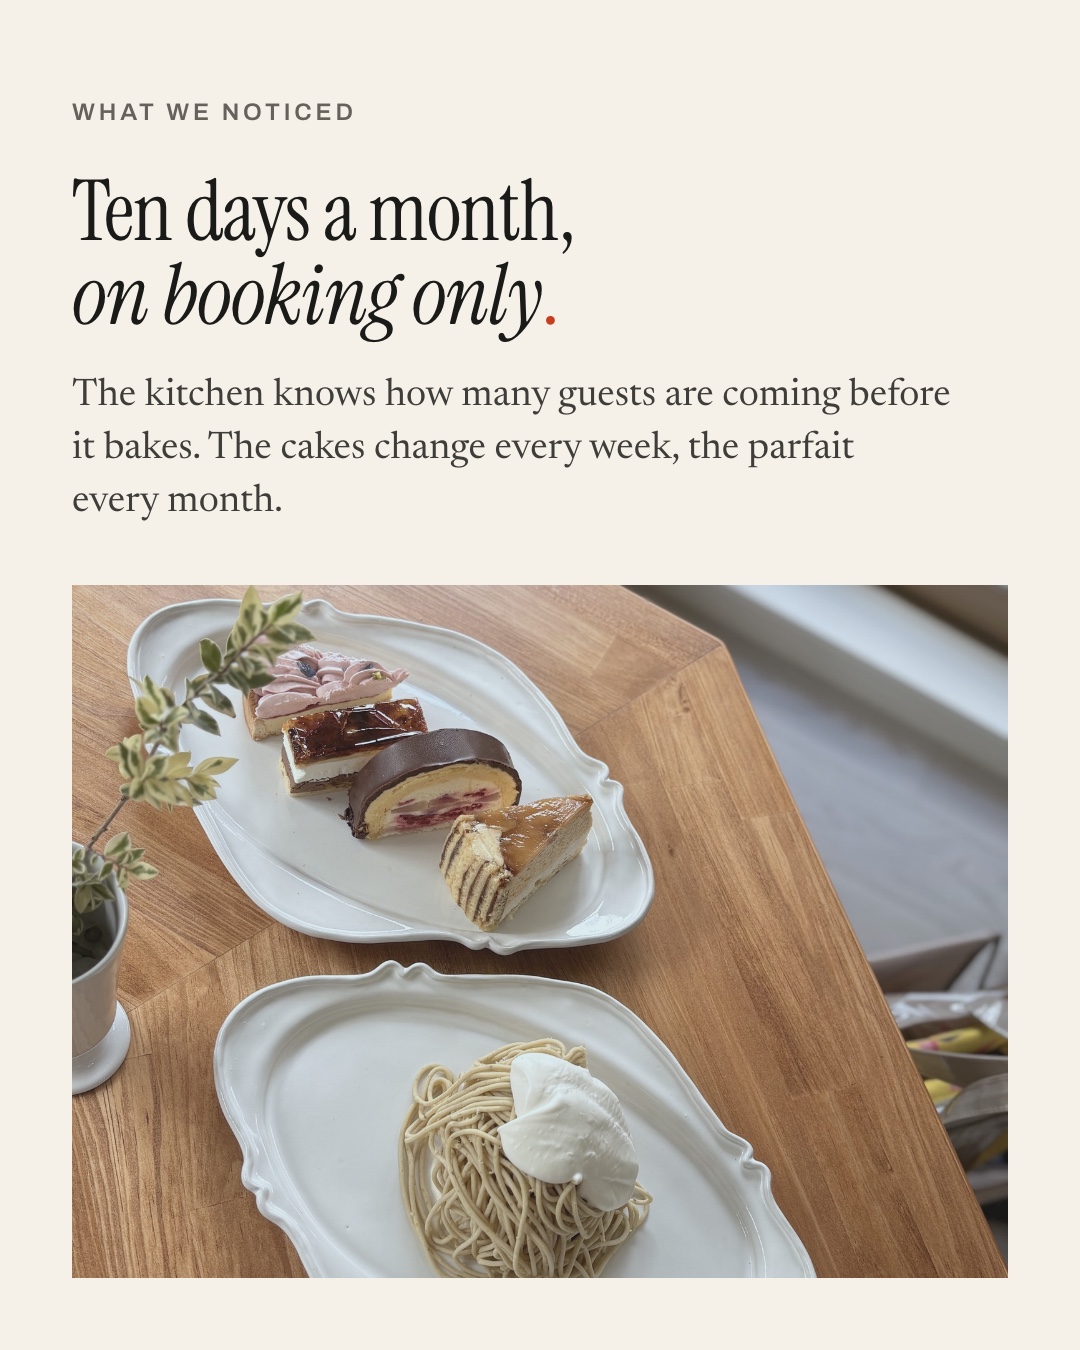 WHAT WE NOTICED
Ten days a month,
on booking only.
The kitchen knows how many guests are coming before
it bakes. The cakes change every week, the parfait
every month.